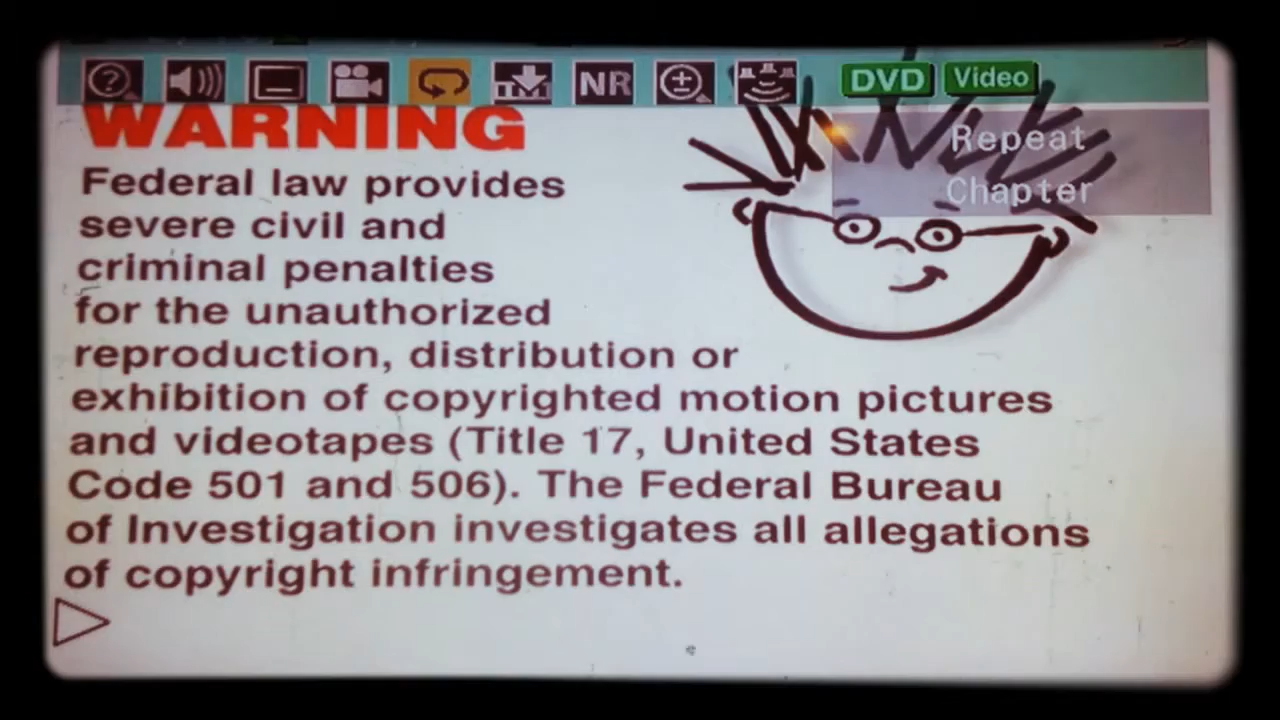 NR
DVD Video
WARNING
Repeat
Chapter
Federal law provides
severe civil and
criminal penalties
for the unauthorized
reproduction, distribution or
exhibition of copyrighted motion pictures
and videotapes (Title 17, United States
Code 501 and 506). The Federal Bureau
of Investigation investigates all allegations
of copyright infringement.